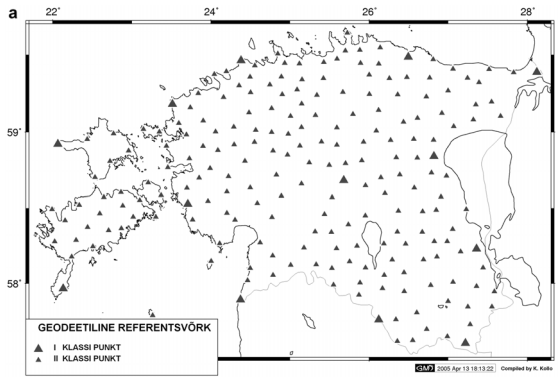 a
22˚ 24˚ 26˚ 28˚
59˚
58˚
GEODEETILINE REFERENTSVÕRK
I KLASSI PUNKT
II KLASSI PUNKT
GMD 2005 Apr 13 18:13:22 Compiled by K. Kollo